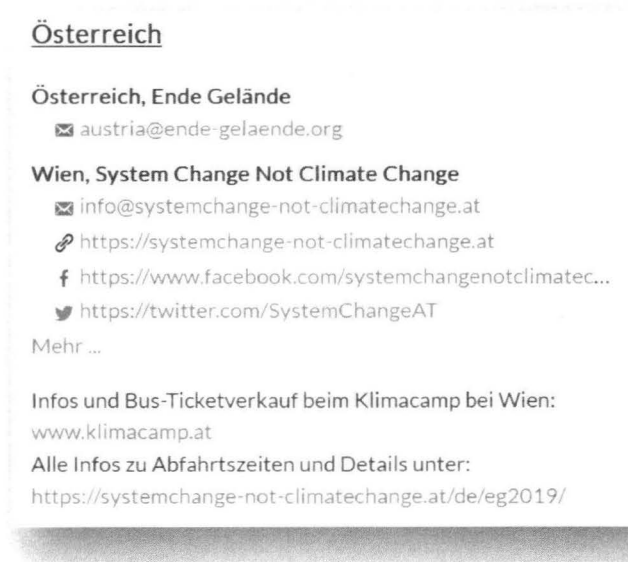 Österreich
Österreich, Ende Gelände
austria@ende-gelaende.org
Wien, System Change Not Climate Change
info@systemchange-not-climatechange.at
https://systemchange-not-climatechange.at
https://www.facebook.com/systemchangenotclimatec...
https://twitter.com/SystemChangeAT
Mehr ...
Infos und Bus-Ticketverkauf beim Klimacamp bei Wien:
www.klimacamp.at
Alle Infos zu Abfahrtszeiten und Details unter:
https://systemchange-not-climatechange.at/de/eg2019/